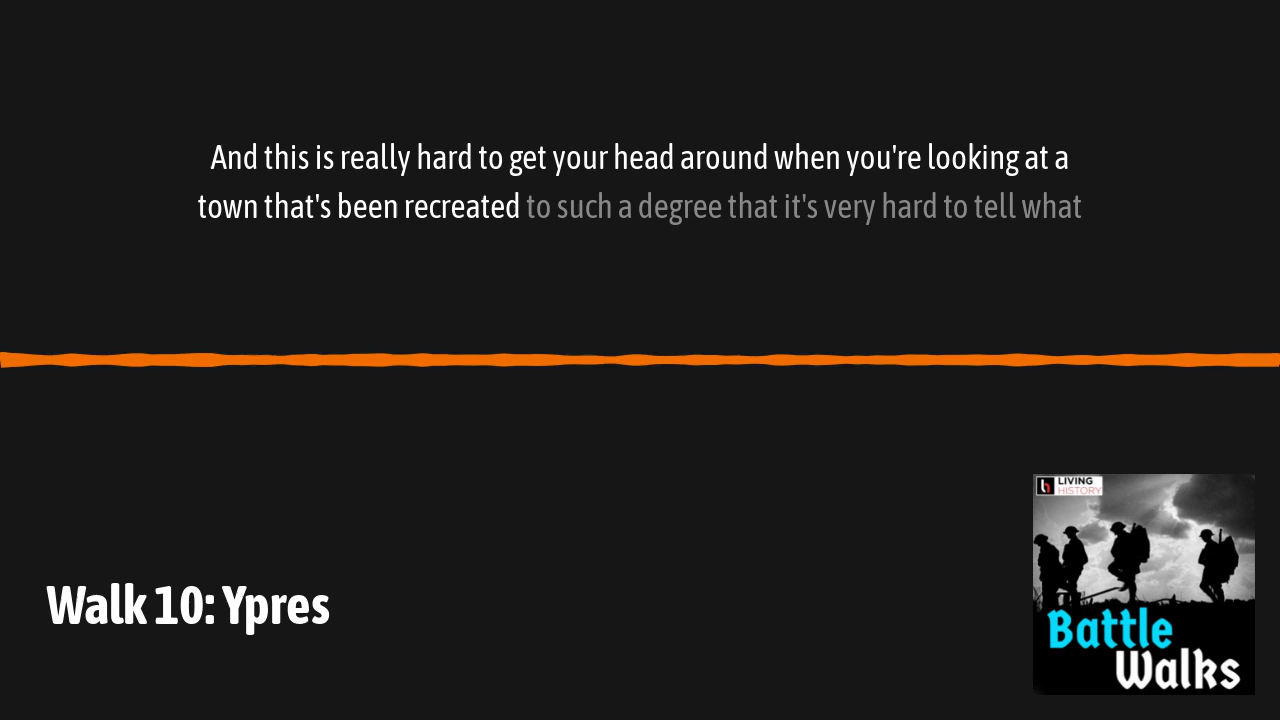 And this is really hard to get your head around when you're looking at a
town that's been recreated to such a degree that it's very hard to tell what
LIVING
HISTORY
Walk 10: Ypres
Battle
Walks